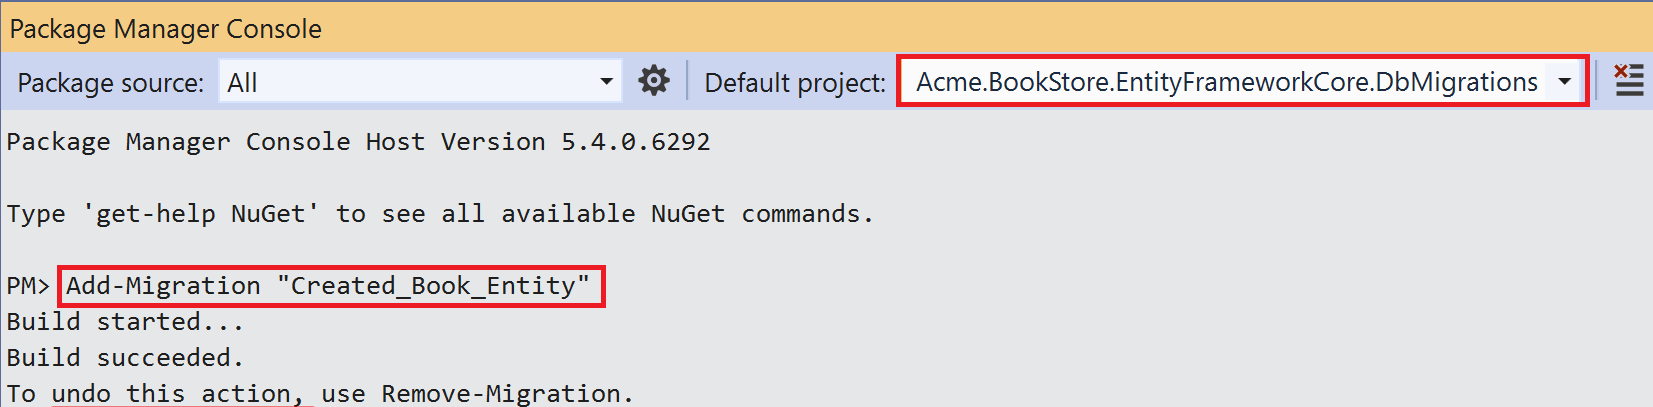 Package Manager Console
Package source: All Default project: Acme.BookStore.EntityFrameworkCore.DbMigrations
Package Manager Console Host Version 5.4.0.6292
Type 'get-help NuGet' to see all available NuGet commands.
PM> Add-Migration "Created_Book_Entity"
Build started...
Build succeeded.
To undo this action, use Remove-Migration.